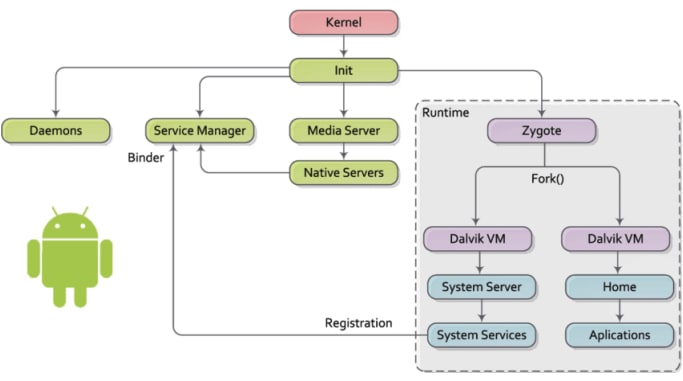 Kernel
Init
Runtime
Daemons
Service Manager
Media Server
Zygote
Binder
Native Servers
Fork()
Dalvik VM
Dalvik VM
System Server
Home
Registration
System Services
Aplications